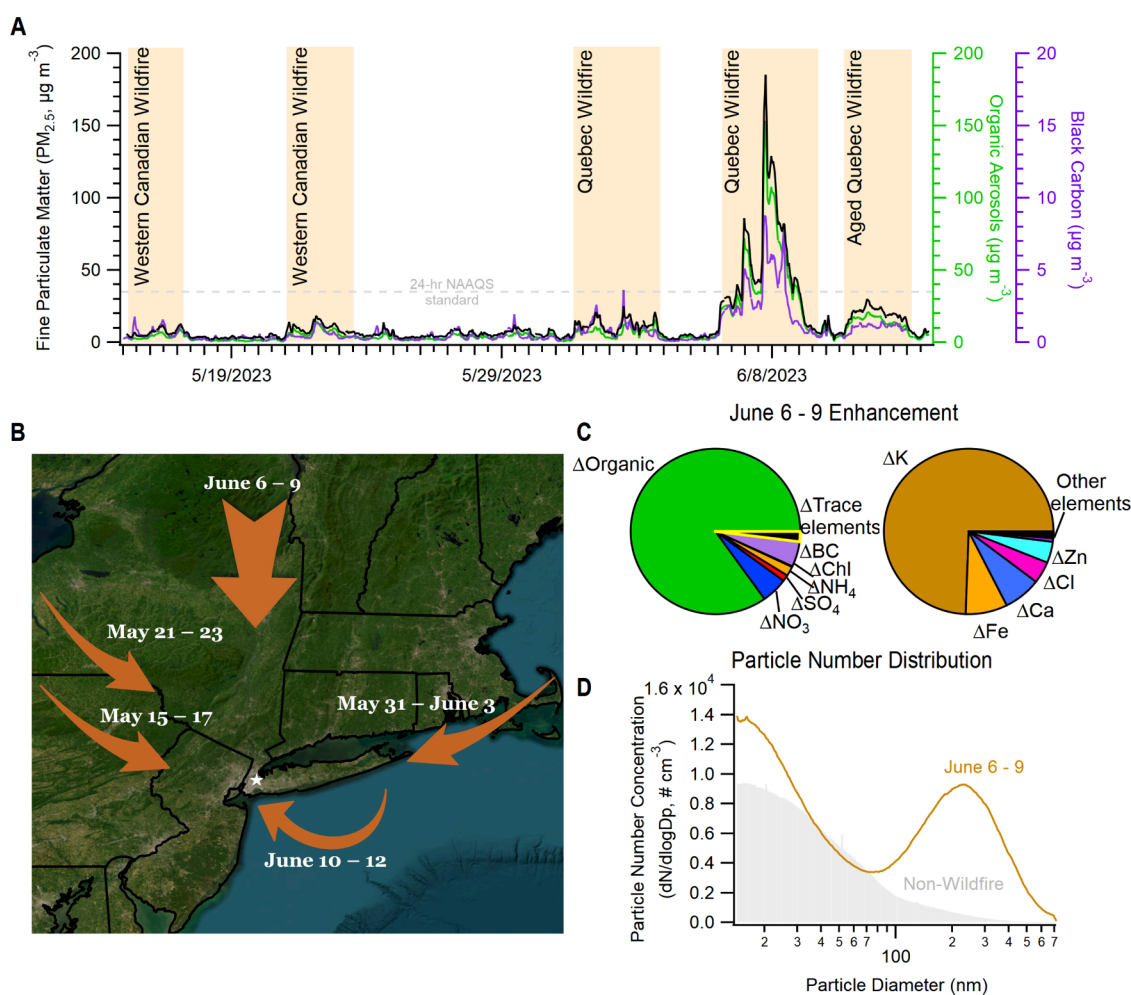 A
200
150
100
50
0
Fine Particulate Matter (PM2.5, µg m-3)
Western Canadian Wildfire
Western Canadian Wildfire
Quebec Wildfire
Quebec Wildfire
Aged Quebec Wildfire
24-hr NAAQS
standard
200
150
100
50
0
Organic Aerosols (µg m-3)
20
15
10
5
0
Black Carbon (µg m-3)
5/19/2023
5/29/2023
6/8/2023
B
June 6 – 9
May 21 – 23
May 15 – 17
May 31 – June 3
June 10 – 12
June 6 - 9 Enhancement
C
ΔOrganic
ΔTrace
elements
ΔBC
ΔChl
ΔNH4
ΔSO4
ΔNO3
ΔK
Other
elements
ΔZn
ΔCl
ΔCa
ΔFe
Particle Number Distribution
D
1.6 x 10^4
1.4
1.2
1.0
0.8
0.6
0.4
0.2
0.0
Particle Number Concentration
(dN/dlogDp, # cm-3)
June 6 - 9
Non-Wildfire
2 3 4 5 6 7 2 3 4 5 6 7
100
Particle Diameter (nm)